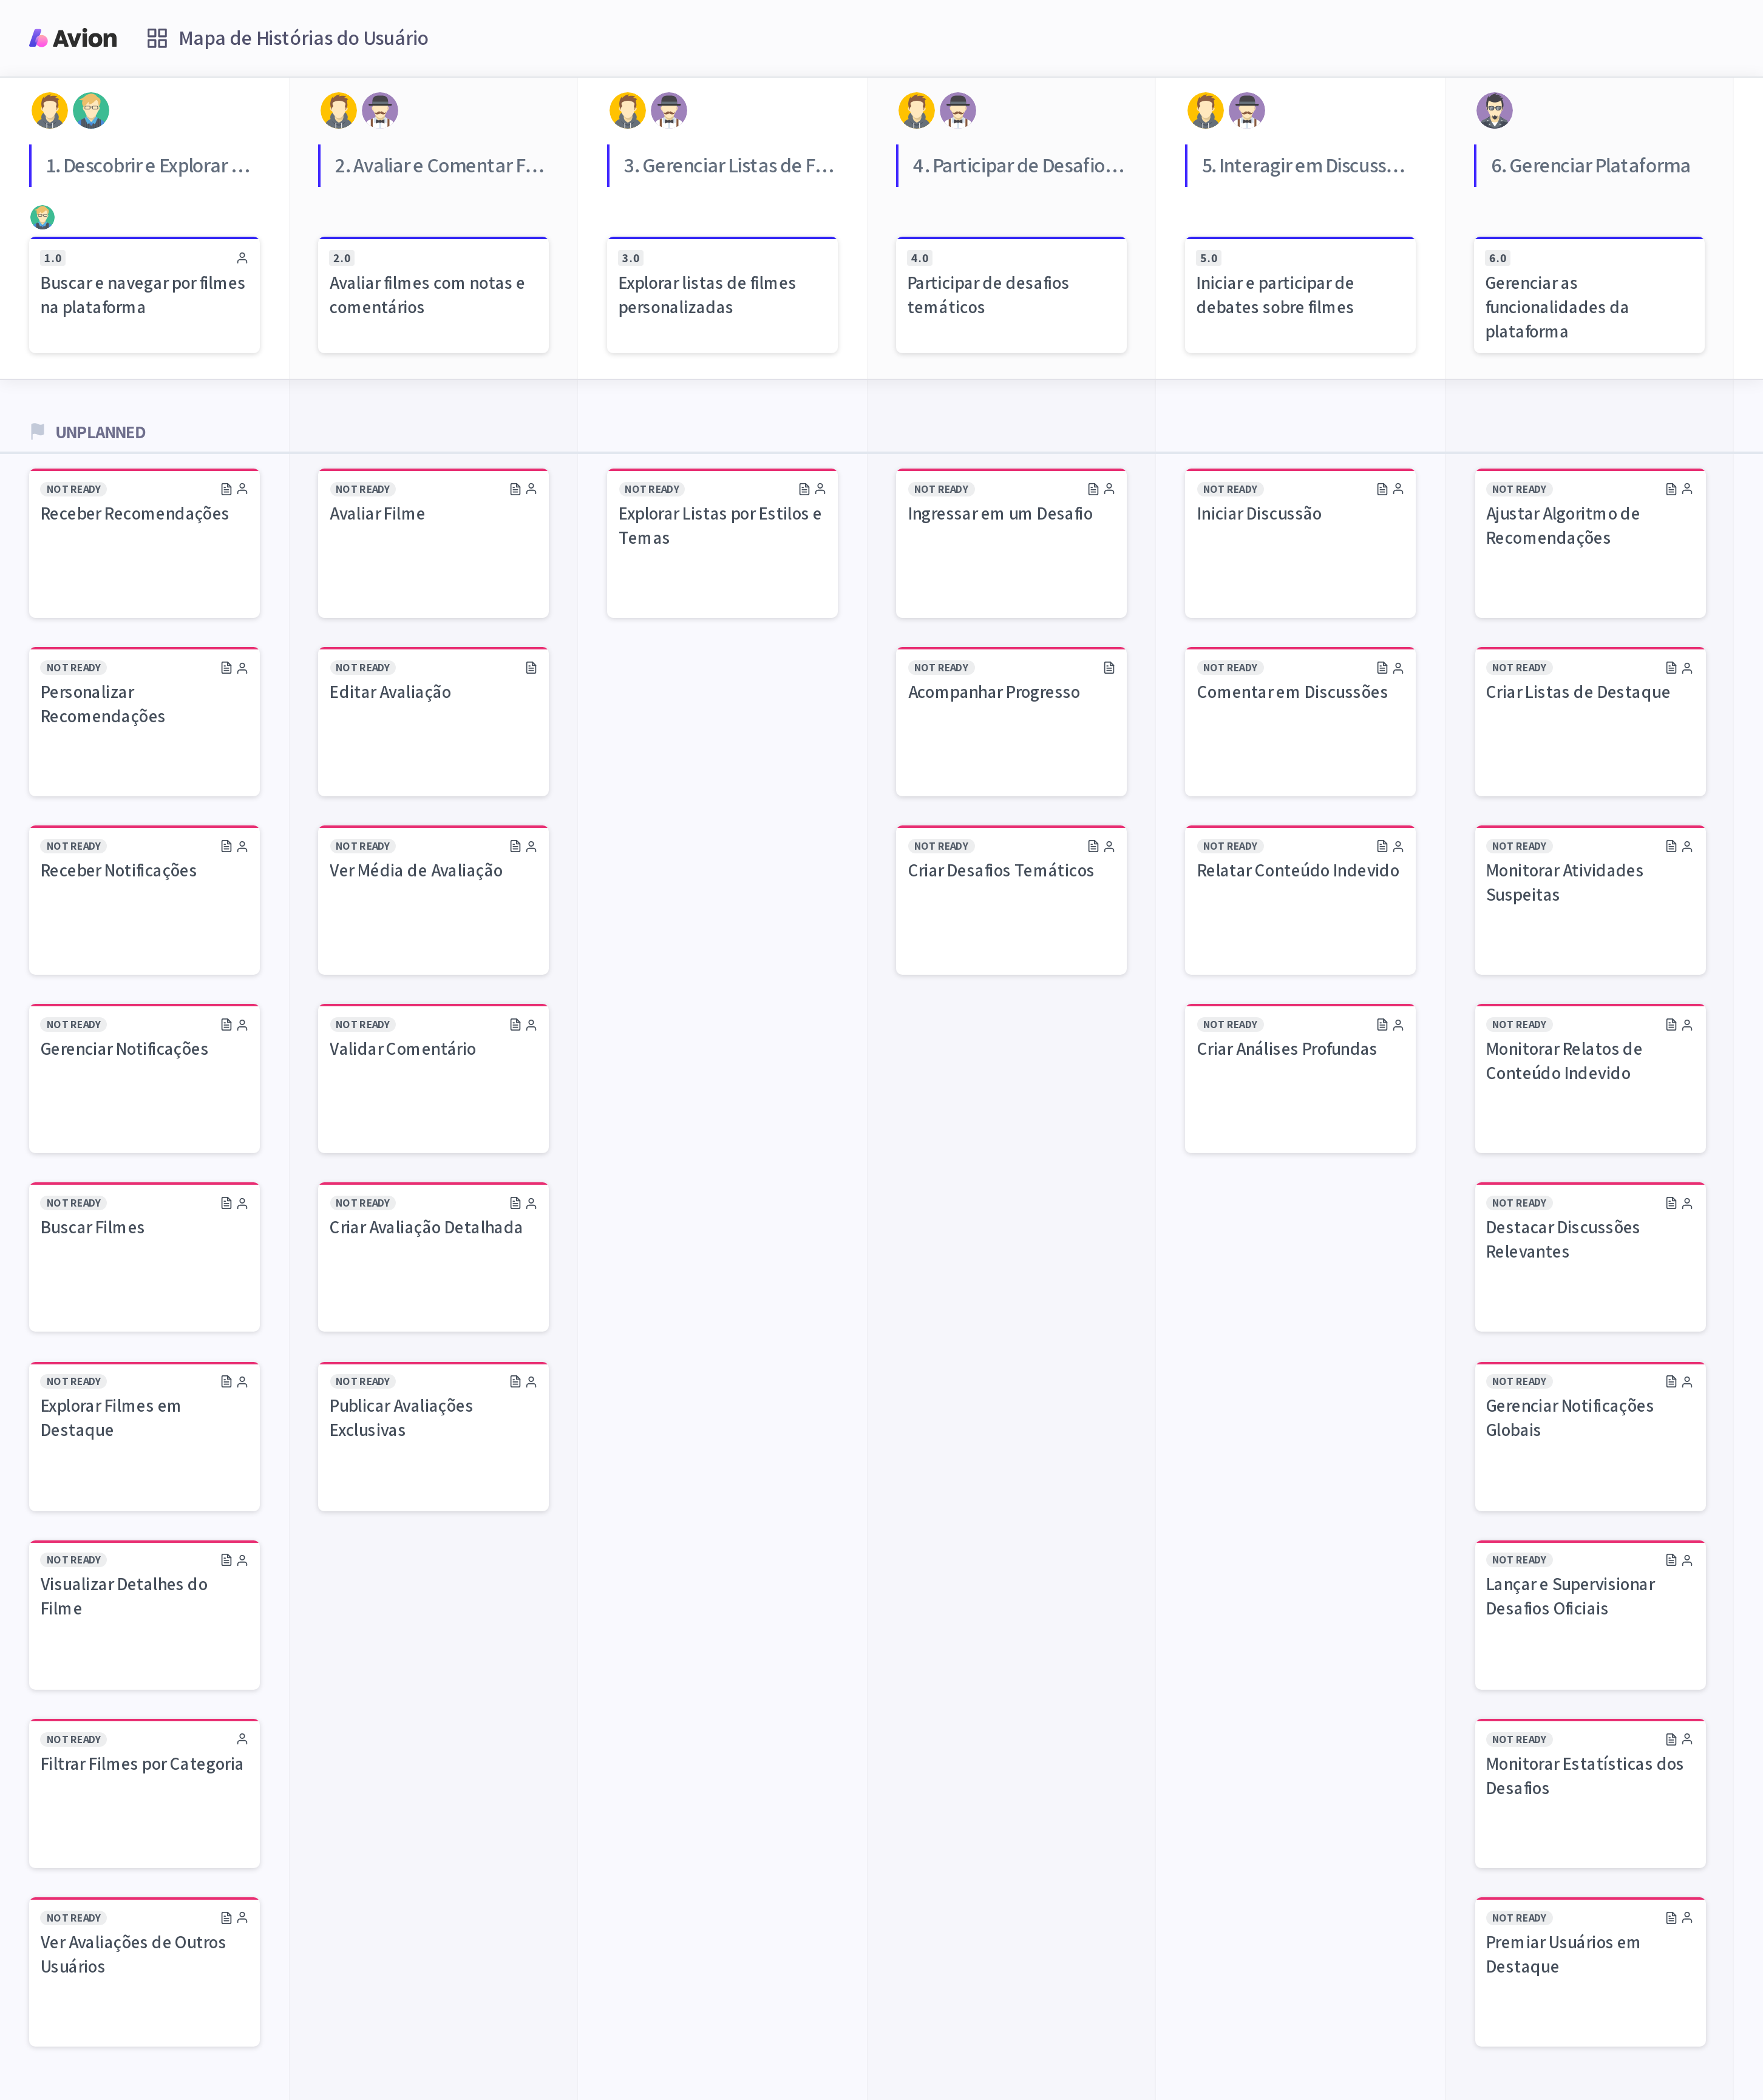 Avion
Mapa de Histórias do Usuário
1. Descobrir e Explorar ...
2. Avaliar e Comentar F...
3. Gerenciar Listas de F...
4. Participar de Desafio...
5. Interagir em Discuss...
6. Gerenciar Plataforma
1.0
Buscar e navegar por filmes
na plataforma
2.0
Avaliar filmes com notas e
comentários
3.0
Explorar listas de filmes
personalizadas
4.0
Participar de desafios
temáticos
5.0
Iniciar e participar de
debates sobre filmes
6.0
Gerenciar as
funcionalidades da
plataforma
UNPLANNED
NOT READY
Receber Recomendações
NOT READY
Avaliar Filme
NOT READY
Explorar Listas por Estilos e
Temas
NOT READY
Ingressar em um Desafio
NOT READY
Iniciar Discussão
NOT READY
Ajustar Algoritmo de
Recomendações
NOT READY
Personalizar
Recomendações
NOT READY
Editar Avaliação
NOT READY
Acompanhar Progresso
NOT READY
Comentar em Discussões
NOT READY
Criar Listas de Destaque
NOT READY
Receber Notificações
NOT READY
Ver Média de Avaliação
NOT READY
Criar Desafios Temáticos
NOT READY
Relatar Conteúdo Indevido
NOT READY
Monitorar Atividades
Suspeitas
NOT READY
Gerenciar Notificações
NOT READY
Validar Comentário
NOT READY
Criar Análises Profundas
NOT READY
Monitorar Relatos de
Conteúdo Indevido
NOT READY
Buscar Filmes
NOT READY
Criar Avaliação Detalhada
NOT READY
Destacar Discussões
Relevantes
NOT READY
Explorar Filmes em
Destaque
NOT READY
Publicar Avaliações
Exclusivas
NOT READY
Gerenciar Notificações
Globais
NOT READY
Visualizar Detalhes do
Filme
NOT READY
Lançar e Supervisionar
Desafios Oficiais
NOT READY
Filtrar Filmes por Categoria
NOT READY
Monitorar Estatísticas dos
Desafios
NOT READY
Ver Avaliações de Outros
Usuários
NOT READY
Premiar Usuários em
Destaque